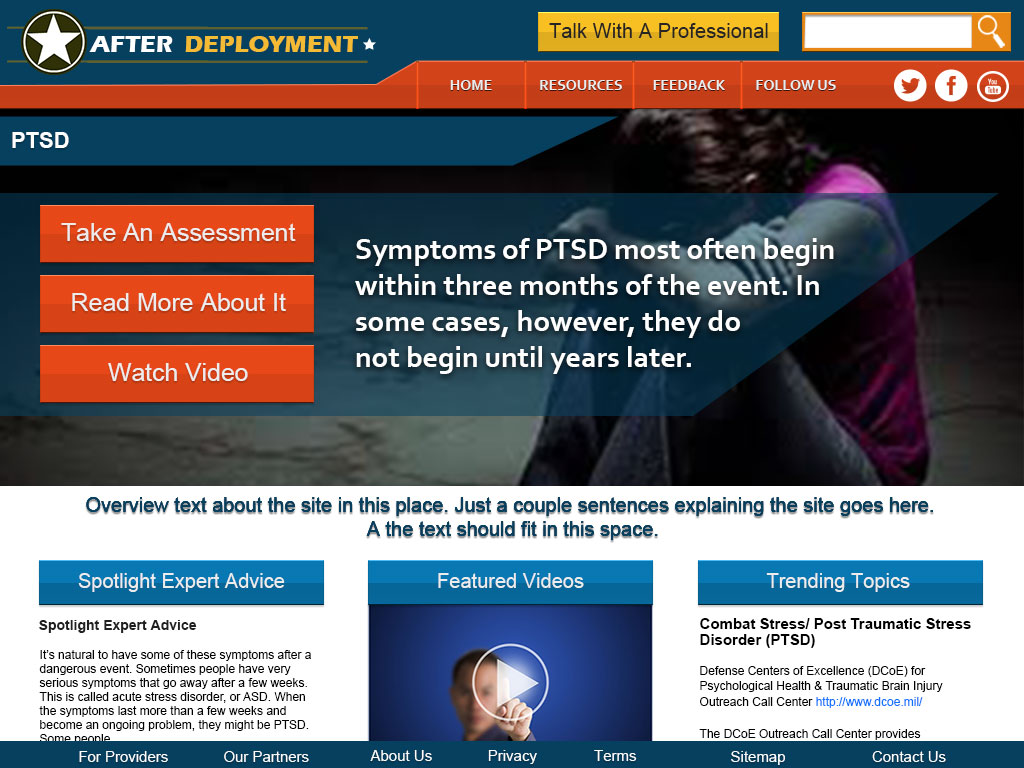 AFTER DEPLOYMENT
Talk With A Professional
HOME RESOURCES FEEDBACK FOLLOW US
You
Tube
PTSD
Take An Assessment
Read More About It
Watch Video
Symptoms of PTSD most often begin
within three months of the event. In
some cases, however, they do
not begin until years later.
Overview text about the site in this place. Just a couple sentences explaining the site goes here.
A the text should fit in this space.
Spotlight Expert Advice
Spotlight Expert Advice
It's natural to have some of these symptoms after a
dangerous event. Sometimes people have very
serious symptoms that go away after a few weeks.
This is called acute stress disorder, or ASD. When
the symptoms last more than a few weeks and
become an ongoing problem, they might be PTSD.
Some people
Featured Videos
Trending Topics
Combat Stress/ Post Traumatic Stress
Disorder (PTSD)
Defense Centers of Excellence (DCoE) for
Psychological Health & Traumatic Brain Injury
Outreach Call Center http://www.dcoe.mil/
The DCoE Outreach Call Center provides
For Providers Our Partners About Us Privacy Terms Sitemap Contact Us